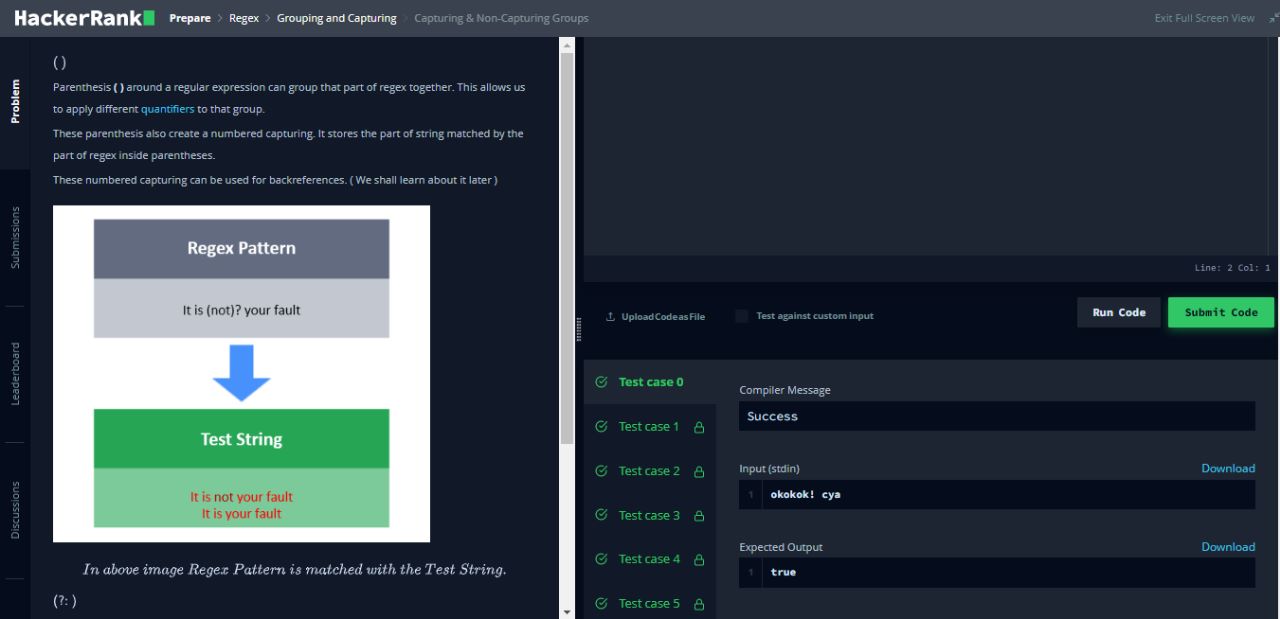 HackerRank
Prepare > Regex > Grouping and Capturing > Capturing & Non-Capturing Groups
Exit Full Screen View
Problem
Submissions
Leaderboard
Discussions
( )
Parenthesis ( ) around a regular expression can group that part of regex together. This allows us
to apply different quantifiers to that group.
These parenthesis also create a numbered capturing. It stores the part of string matched by the
part of regex inside parentheses.
These numbered capturing can be used for backreferences. ( We shall learn about it later )
Regex Pattern
It is (not)? your fault
Test String
It is not your fault
It is your fault
In above image Regex Pattern is matched with the Test String.
(?: )
Line: 2 Col: 1
Upload Code as File
Test against custom input
Run Code
Submit Code
Test case 0
Test case 1
Test case 2
Test case 3
Test case 4
Test case 5
Compiler Message
Success
Input (stdin)
Download
1 okokok! cya
Expected Output
Download
1 true